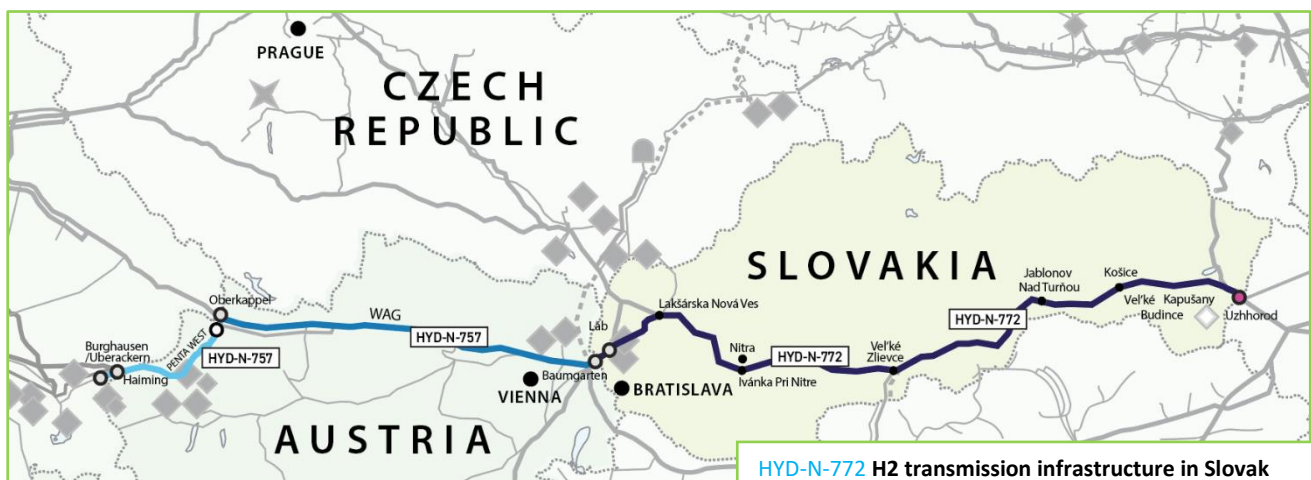 PRAGUE
CZECH
REPUBLIC
SLOVAKIA
Oberkappel
WAG
HYD-N-757
PENTA WEST
HYD-N-757
Burghausen
/Überackern
Haiming
Láb
Baumgarten
VIENNA
BRATISLAVA
AUSTRIA
Lakšárska Nová Ves
Nitra
Ivánka Pri Nitre
HYD-N-772
Veľké
Zlievce
HYD-N-772
Jablonov
Nad Turňou
Košice
Veľké
Budince
Kapušany
Uzhhorod
HYD-N-772 H2 transmission infrastructure in Slovak